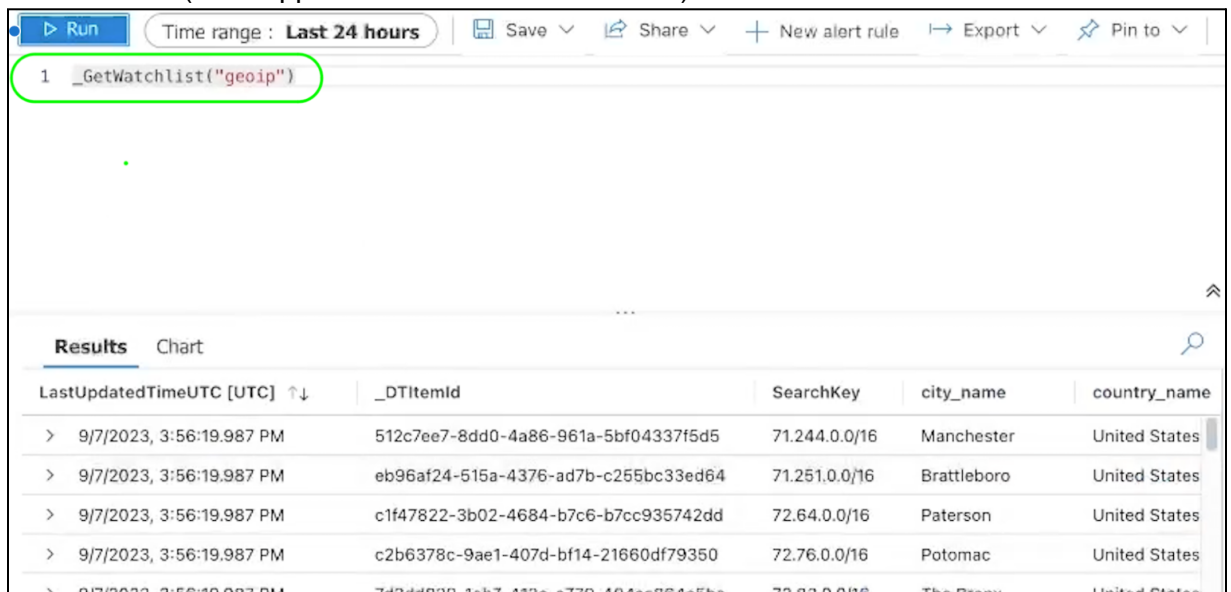 Run Time range : Last 24 hours Save Share New alert rule Export Pin to
1 _GetWatchlist("geoip")
...
Results Chart
LastUpdatedTimeUTC [UTC] ↑↓ _DTItemId SearchKey city_name country_name
> 9/7/2023, 3:56:19.987 PM 512c7ee7-8dd0-4a86-961a-5bf04337f5d5 71.244.0.0/16 Manchester United States
> 9/7/2023, 3:56:19.987 PM eb96af24-515a-4376-ad7b-c255bc33ed64 71.251.0.0/16 Brattleboro United States
> 9/7/2023, 3:56:19.987 PM c1f47822-3b02-4684-b7c6-b7cc935742dd 72.64.0.0/16 Paterson United States
> 9/7/2023, 3:56:19.987 PM c2b6378c-9ae1-407d-bf14-21660df79350 72.76.0.0/16 Potomac United States